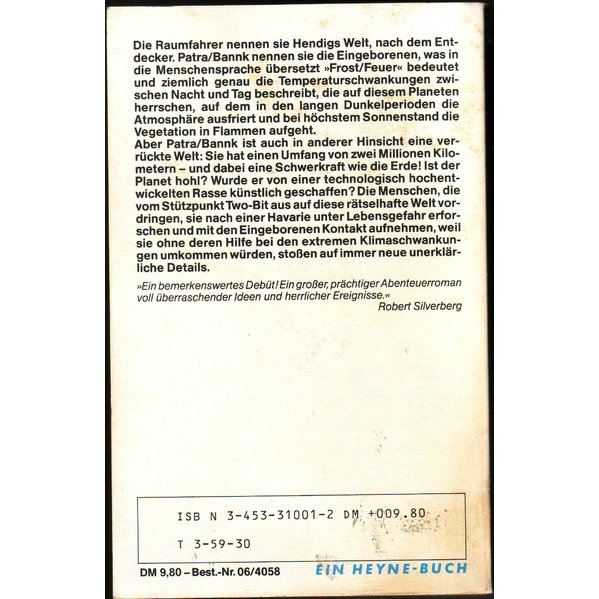 Die Raumfahrer nennen sie Hendigs Welt, nach dem Ent-
decker. Patra/Bannk nennen sie die Eingeborenen, was in
die Menschensprache übersetzt »Frost/Feuer« bedeutet
und ziemlich genau die Temperaturschwankungen zwi-
schen Nacht und Tag beschreibt, die auf diesem Planeten
herrschen, auf dem in den langen Dunkelperioden die
Atmosphäre ausfriert und bei höchstem Sonnenstand die
Vegetation in Flammen aufgeht.
Aber Patra/Bannk ist auch in anderer Hinsicht eine ver-
rückte Welt: Sie hat einen Umfang von zwei Millionen Kilo-
metern – und dabei eine Schwerkraft wie die Erde! Ist der
Planet hohl? Wurde er von einer technologisch hochent-
wickelten Rasse künstlich geschaffen? Die Menschen, die
vom Stützpunkt Two-Bit aus auf diese rätselhafte Welt vor-
dringen, sie nach einer Havarie unter Lebensgefahr erfor-
schen und mit den Eingeborenen Kontakt aufnehmen, weil
sie ohne deren Hilfe bei den extremen Klimaschwankun-
gen umkommen würden, stoßen auf immer neue unerklär-
liche Details.
»Ein bemerkenswertes Debüt! Ein großer, prächtiger Abenteuerroman
voll überraschender Ideen und herrlicher Ereignisse.«
Robert Silverberg
ISB N 3-453-31001-2 DM +009.80
T 3-59-30
DM 9,80 – Best.-Nr. 06/4058 EIN HEYNE-BUCH